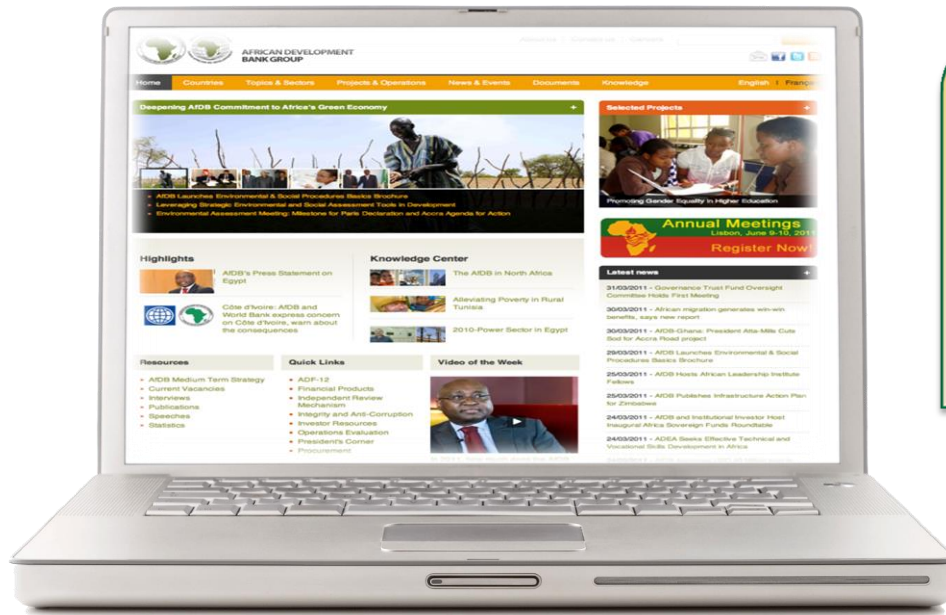 AFRICAN DEVELOPMENT
BANK GROUP
Home Countries Topics & Sectors Projects & Operations News & Events Documents Knowledge English Français
Deepening AfDB Commitment to Africa's Green Economy +
AfDB Launches Environmental & Social Procedures Basics Brochure
Leveraging Strategic Environmental and Social Assessment Tools in Development
Environmental Assessment Meeting: Milestone for Paris Declaration and Accra Agenda for Action
Selected Projects +
Promoting Gender Equality in Higher Education
Annual Meetings
Lisbon, June 9-10, 2011
Register Now!
Highlights
AfDB's Press Statement on
Egypt
Côte d'Ivoire: AfDB and
World Bank express concern
on Côte d'Ivoire, warn about
the consequences
Knowledge Center
The AfDB in North Africa
Alleviating Poverty in Rural
Tunisia
2010-Power Sector in Egypt
Latest news +
31/03/2011 - Governance Trust Fund Oversight
Committee Holds First Meeting
30/03/2011 - African migration generates win-win
benefits, says new report
30/03/2011 - AfDB-Ghana: President Atta-Mills Cuts
Sod for Accra Road project
29/03/2011 - AfDB Launches Environmental & Social
Procedures Basics Brochure
25/03/2011 - AfDB Hosts African Leadership Institute
Fellows
25/03/2011 - AfDB Publishes Infrastructure Action Plan
for Zimbabwe
24/03/2011 - AfDB and Institutional Investor Host
Inaugural Africa Sovereign Funds Roundtable
24/03/2011 - ADEA Seeks Effective Technical and
Vocational Skills Development in Africa
Resources
AfDB Medium Term Strategy
Current Vacancies
Interviews
Publications
Speeches
Statistics
Quick Links
ADF-12
Financial Products
Independent Review
Mechanism
Integrity and Anti-Corruption
Investor Resources
Operations Evaluation
President's Corner
Procurement
Video of the Week